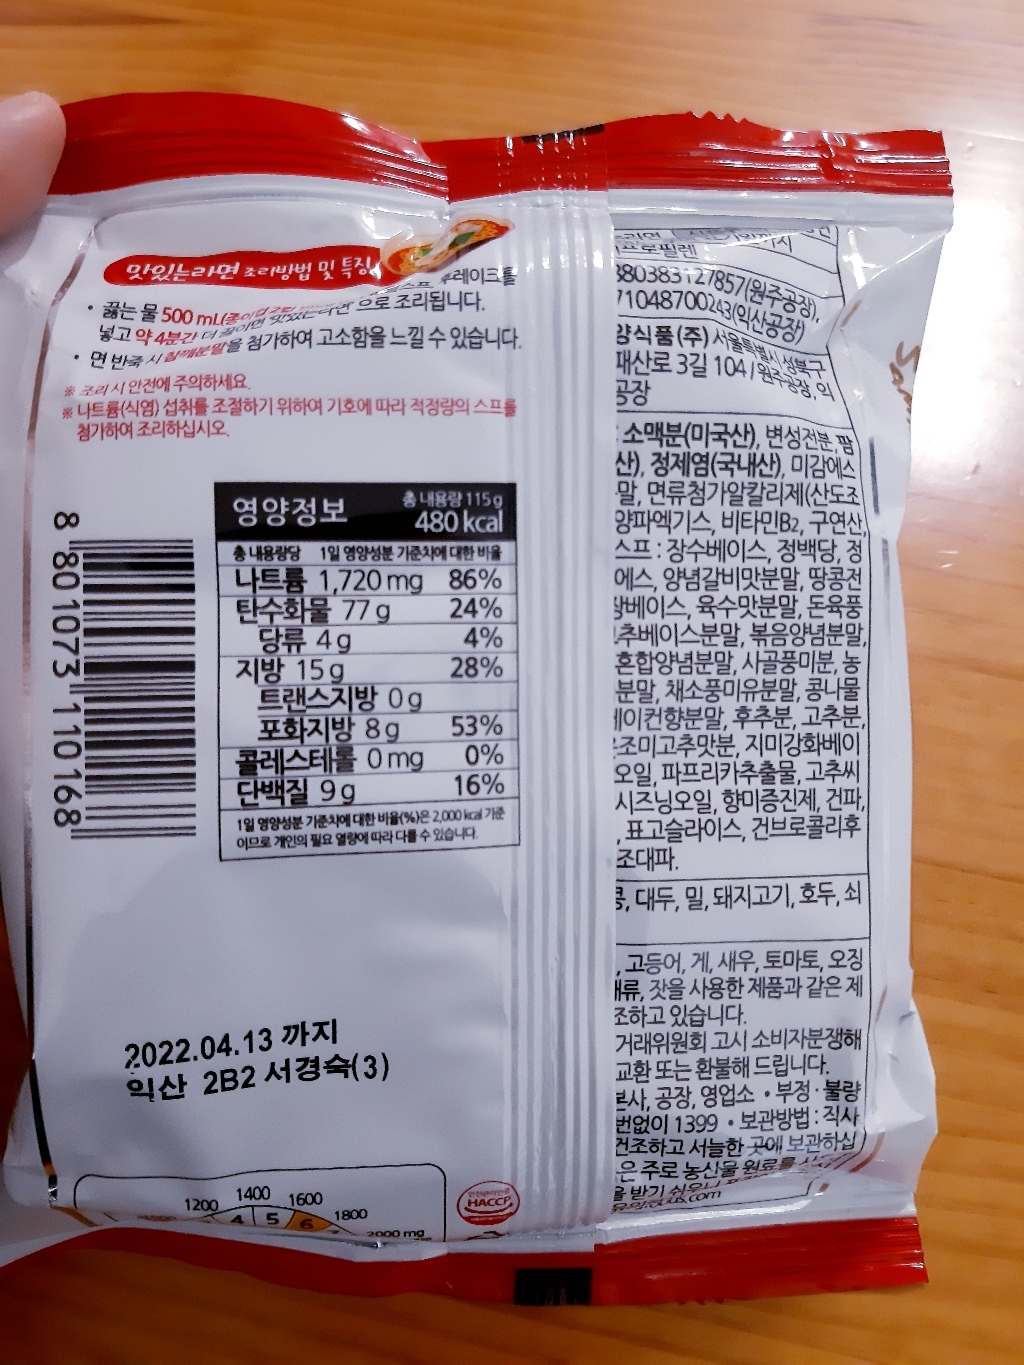 맛있는라면 조리방법 및 특징
• 끓는 물 500 mL(종이컵 후레이크를
넣고 약 4분간 더 끓이면 맛있는라면으로 조리됩니다.
• 면 반죽 시 참깨분말을 첨가하여 고소함을 느낄 수 있습니다.
※ 조리 시 안전에 주의하세요.
※ 나트륨(식염) 섭취를 조절하기 위하여 기호에 따라 적정량의 스프를
첨가하여 조리하십시오.
영양정보
총 내용량 115g
480 kcal
총 내용량당 1일 영양성분 기준치에 대한 비율
나트륨 1,720 mg 86%
탄수화물 77 g 24%
당류 4 g 4%
지방 15 g 28%
트랜스지방 0 g
포화지방 8 g 53%
콜레스테롤 0 mg 0%
단백질 9 g 16%
1일 영양성분 기준치에 대한 비율(%)은 2,000 kcal 기준
이므로 개인의 필요 열량에 따라 다를 수 있습니다.
8 801073 110168
2022.04.13 까지
익산 2B2 서경숙(3)
1200 1400 1600 1800 2000 mg
4 5 6
HACCP
프로필렌
880383127857(원주공장),
71048700243(익산공장)
양식품(주) 서울특별시 성북구
패산로 3길 104 / 원주공장, 익
공장
소맥분(미국산), 변성전분, 팜
산), 정제염(국내산), 미감에스
말, 면류첨가알칼리제(산도조
양파엑기스, 비타민B2, 구연산,
스프 : 장수베이스, 정백당, 정
에스, 양념갈비맛분말, 땅콩전
장베이스, 육수맛분말, 돈육풍
추베이스분말, 볶음양념분말,
혼합양념분말, 사골풍미분, 농
분말, 채소풍미유분말, 콩나물
이컨향분말, 후추분, 고추분,
조미고추맛분, 지미강화베이
오일, 파프리카추출물, 고추씨
시즈닝오일, 향미증진제, 건파,
, 표고슬라이스, 건브로콜리후
조대파.
, 대두, 밀, 돼지고기, 호두, 쇠
, 고등어, 게, 새우, 토마토, 오징
류, 잣을 사용한 제품과 같은 제
조하고 있습니다.
거래위원회 고시 소비자분쟁해
교환 또는 환불해 드립니다.
본사, 공장, 영업소 • 부정 · 불량
번없이 1399 • 보관방법 : 직사
건조하고 서늘한 곳에 보관하십
은 주로 농산물 원료를
을 받기 쉬우니
.com